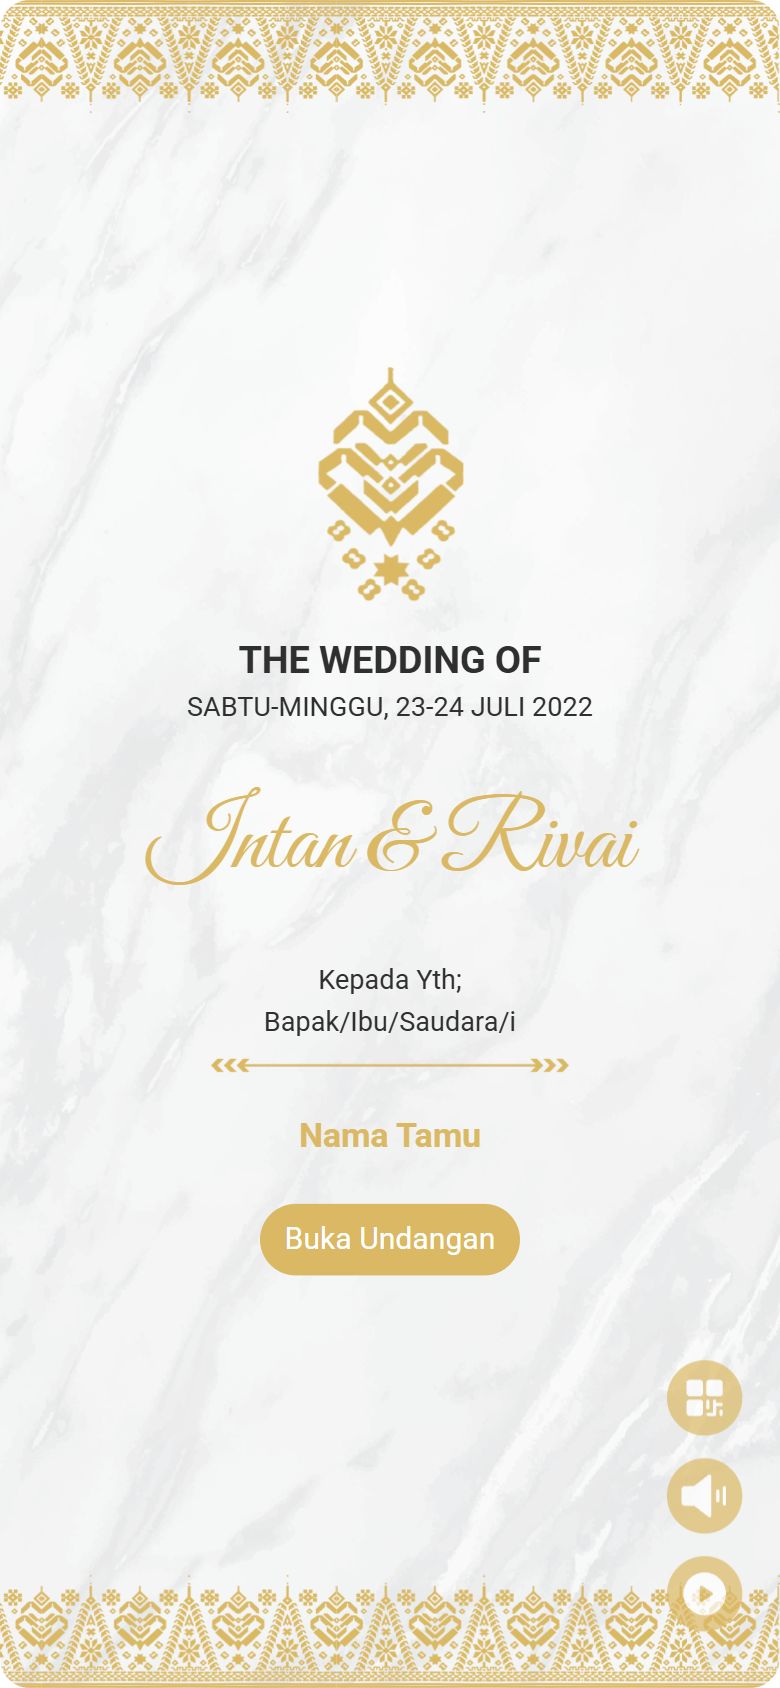 THE WEDDING OF
SABTU-MINGGU, 23-24 JULI 2022
Intan & Rivai
Kepada Yth;
Bapak/Ibu/Saudara/i
Nama Tamu
Buka Undangan